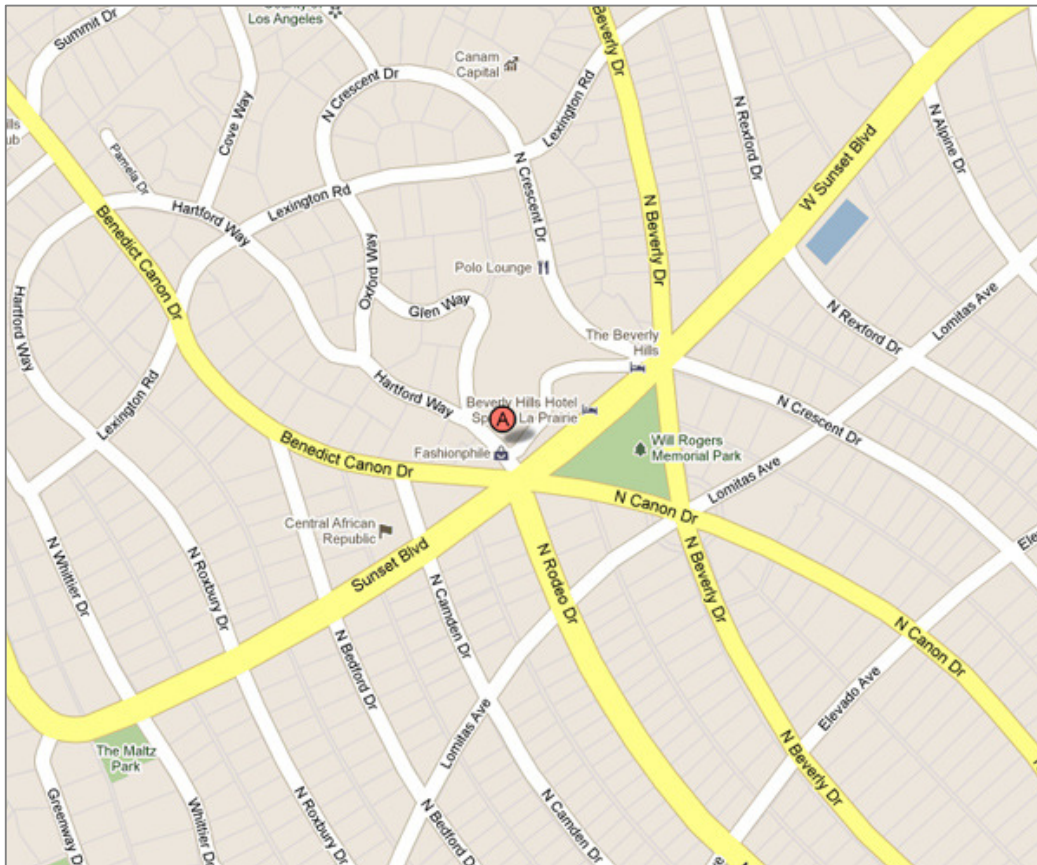 Summit Dr
County of
Los Angeles
Beverly Dr
Canam
Capital
N Crescent Dr
Lexington Rd
Cove Way
N Rexford Dr
N Alpine Dr
W Sunset Blvd
Pamela Dr
Lexington Rd
Hartford Way
N Crescent Dr
N Beverly Dr
Benedict Canon Dr
Oxford Way
Polo Lounge
Glen Way
Hartford Way
N Rexford Dr
Lomitas Ave
The Beverly
Hills
Lexington Rd
Hartford Way
Beverly Hills Hotel
La Prairie
A
N Crescent Dr
Benedict Canon Dr
Fashionphile
Will Rogers
Memorial Park
Lomitas Ave
N Canon Dr
Central African
Republic
Sunset Blvd
N Whittier Dr
N Roxbury Dr
N Camden Dr
N Rodeo Dr
N Beverly Dr
N Bedford Dr
N Canon Dr
Elevado Ave
Lomitas Ave
The Maltz
Park
N Beverly Dr
Greenway D
Whittier Dr
N Roxbury Dr
N Bedford Dr
N Camden Dr